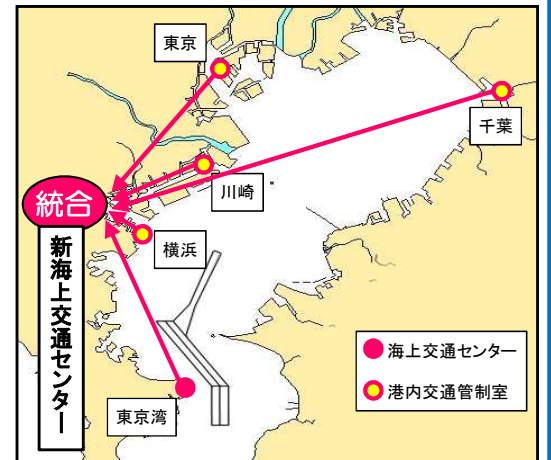 東京
千葉
川崎
統合
横浜
新海上交通センター
東京湾
海上交通センター
港内交通管制室